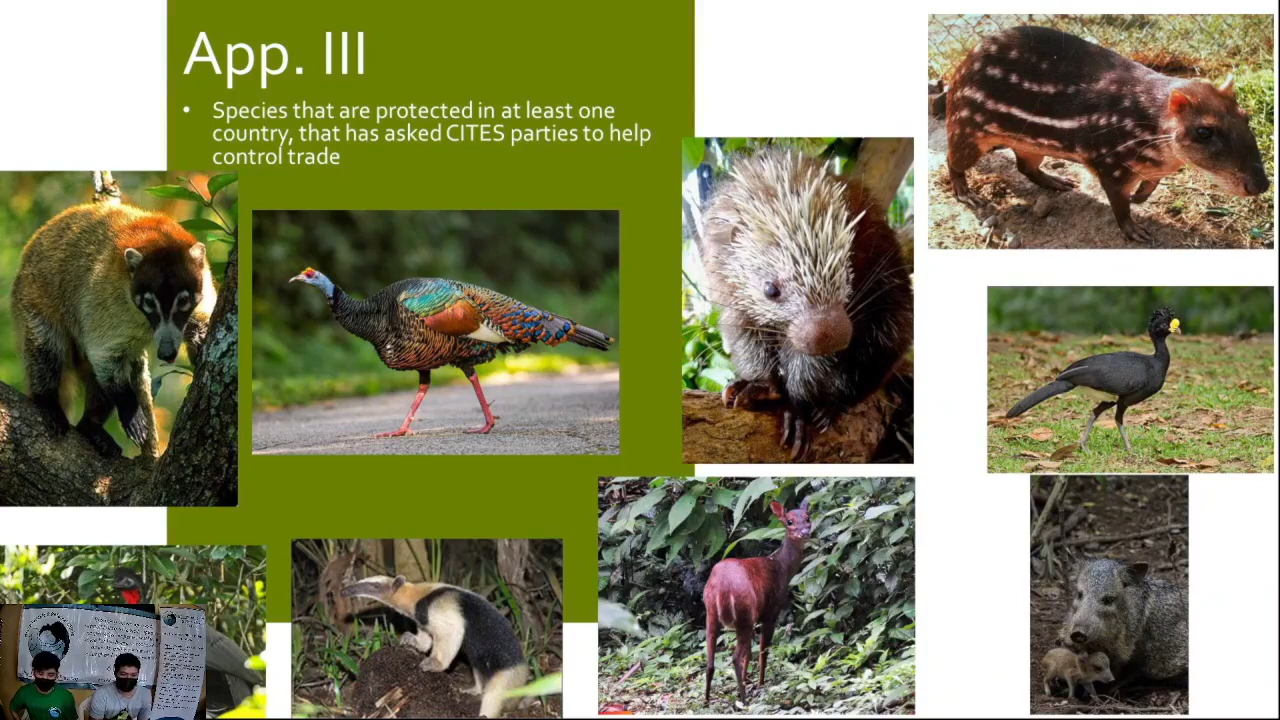 App. III
• Species that are protected in at least one
country, that has asked CITES parties to help
control trade